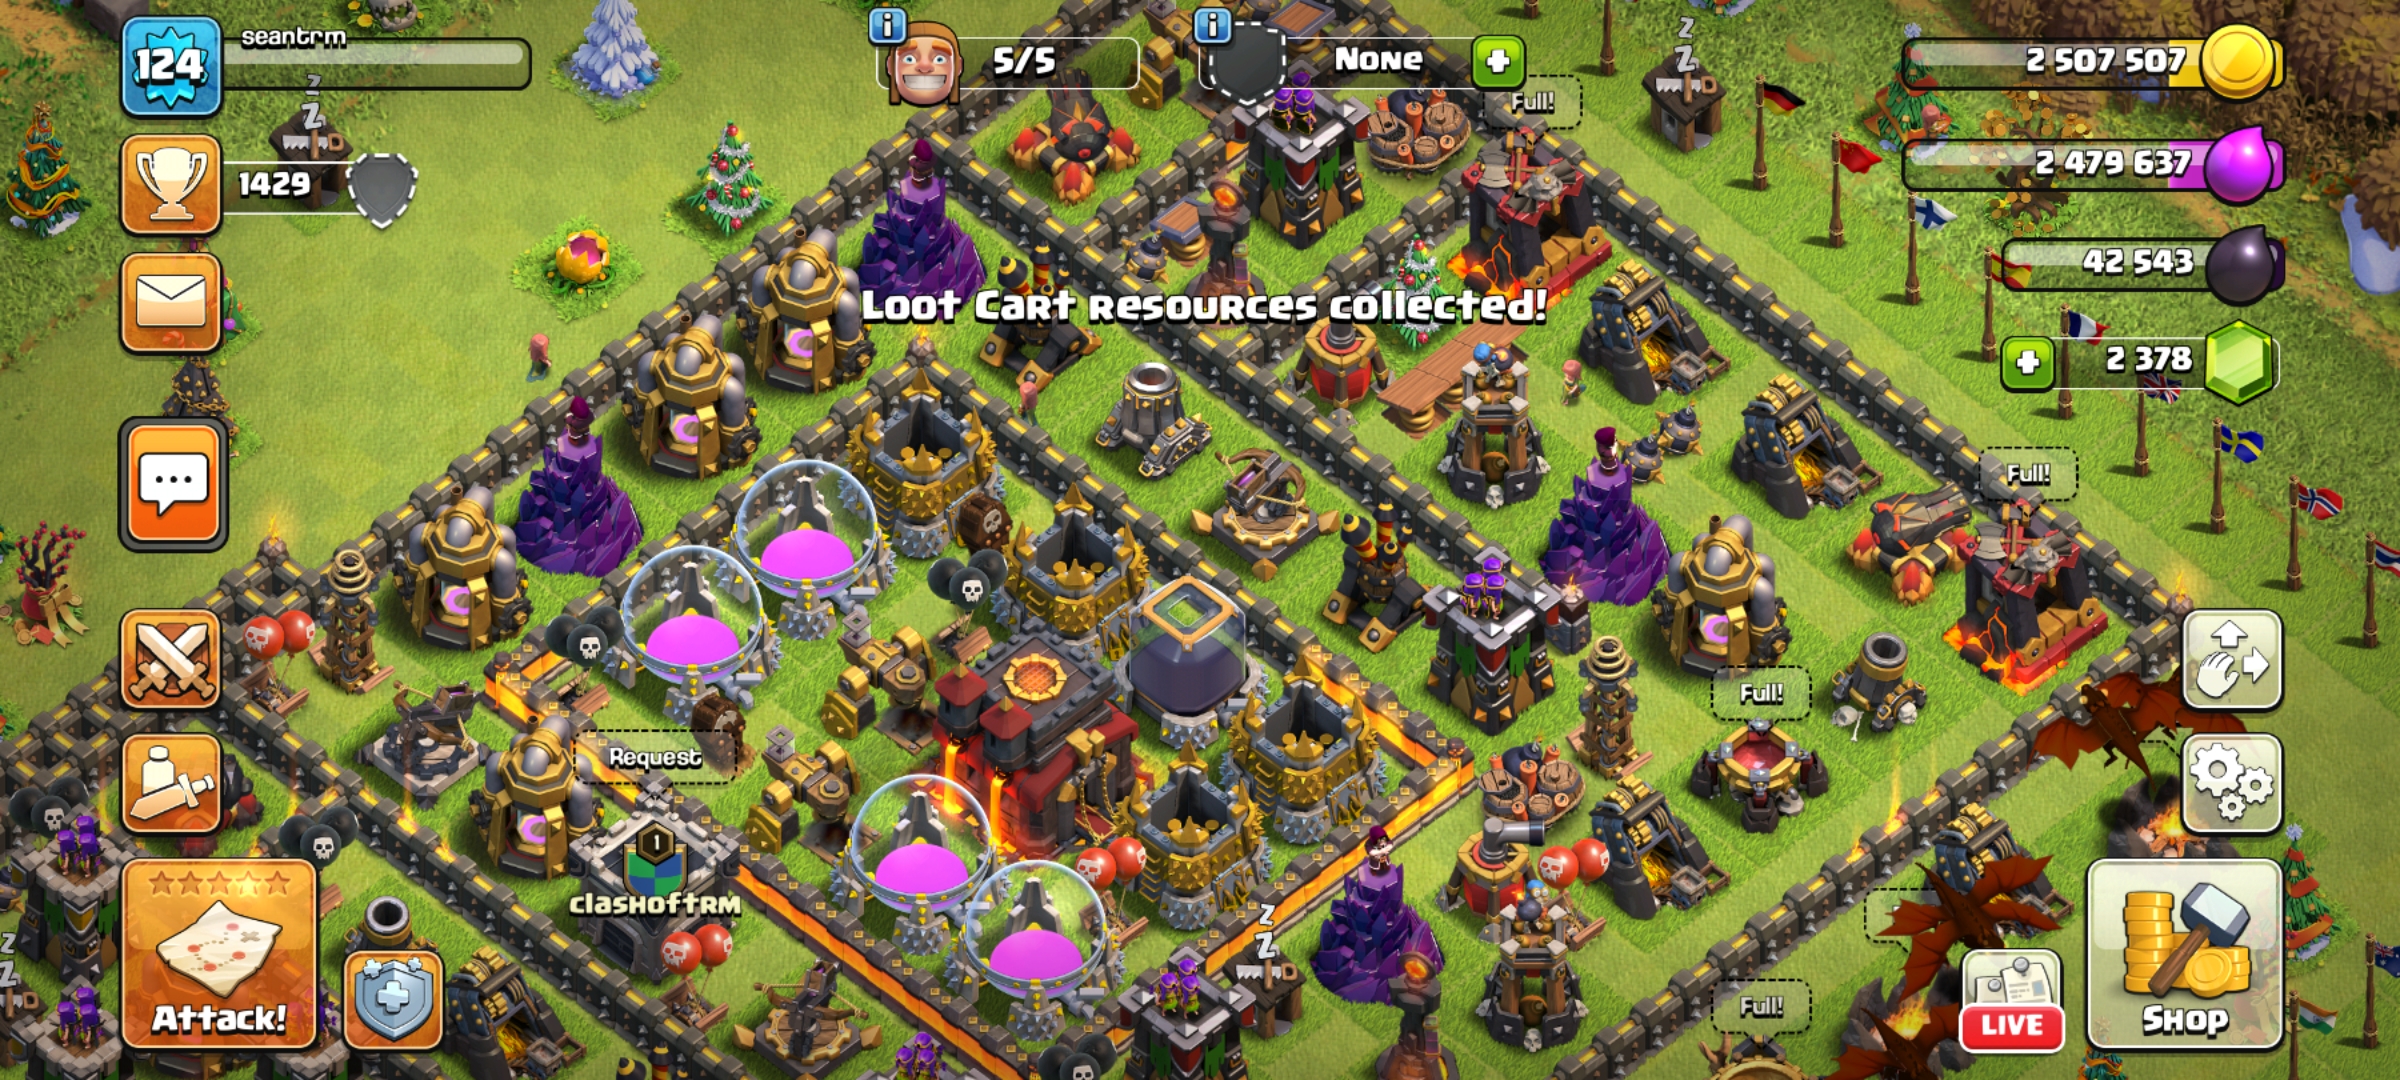 124
seantrm
5/5
None
2 507 507
Full!
1429
2 479 637
42 543
Loot Cart resources collected!
2 378
Full!
Full!
Request
1
clashoftRM
Attack!
Full!
LIVE
Shop